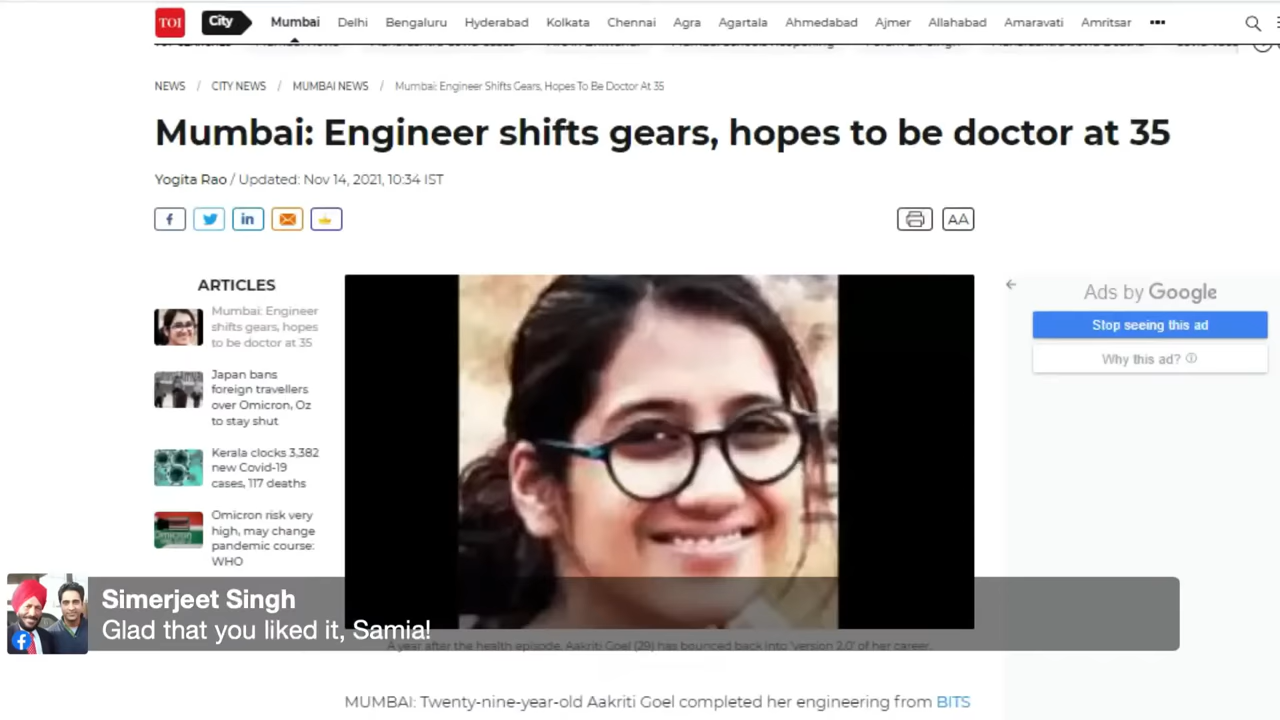 TOI City Mumbai Delhi Bengaluru Hyderabad Kolkata Chennai Agra Agartala Ahmedabad Ajmer Allahabad Amaravati Amritsar •••
NEWS / CITY NEWS / MUMBAI NEWS / Mumbai: Engineer Shifts Gears, Hopes To Be Doctor At 35
Mumbai: Engineer shifts gears, hopes to be doctor at 35
Yogita Rao / Updated: Nov 14, 2021, 10:34 IST
f in AA
ARTICLES
Mumbai: Engineer
shifts gears, hopes
to be doctor at 35
Japan bans
foreign travellers
over Omicron, Oz
to stay shut
Kerala clocks 3,382
new Covid-19
cases, 117 deaths
Omicron
Omicron risk very
high, may change
pandemic course:
WHO
Ads by Google
Stop seeing this ad
Why this ad?
f
Simerjeet Singh
Glad that you liked it, Samia!
A year after the health episode, Aakriti Goel (29) has bounced back into 'version 2.0' of her career.
MUMBAI: Twenty-nine-year-old Aakriti Goel completed her engineering from BITS